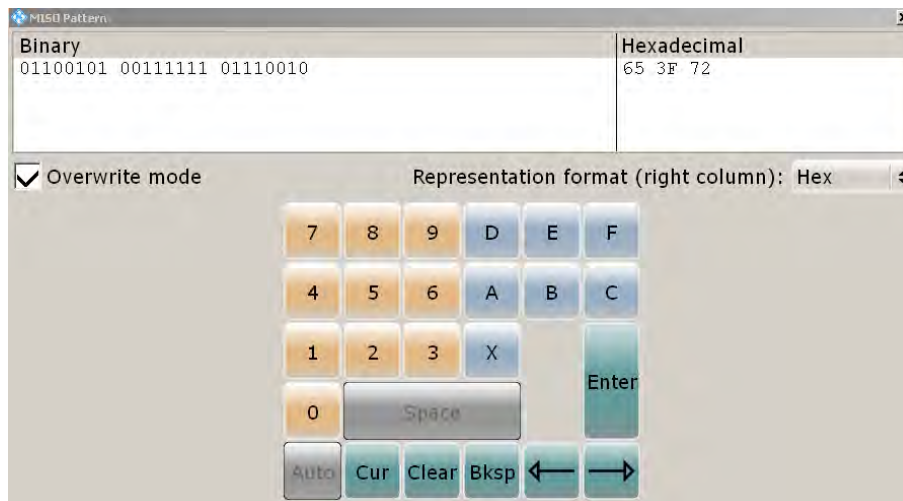 MISO Pattern
Binary Hexadecimal
01100101 00111111 01110010 65 3F 72
Overwrite mode Representation format (right column): Hex
7 8 9 D E F
4 5 6 A B C
1 2 3 X
Enter
0 Space
Auto Cur Clear Bksp